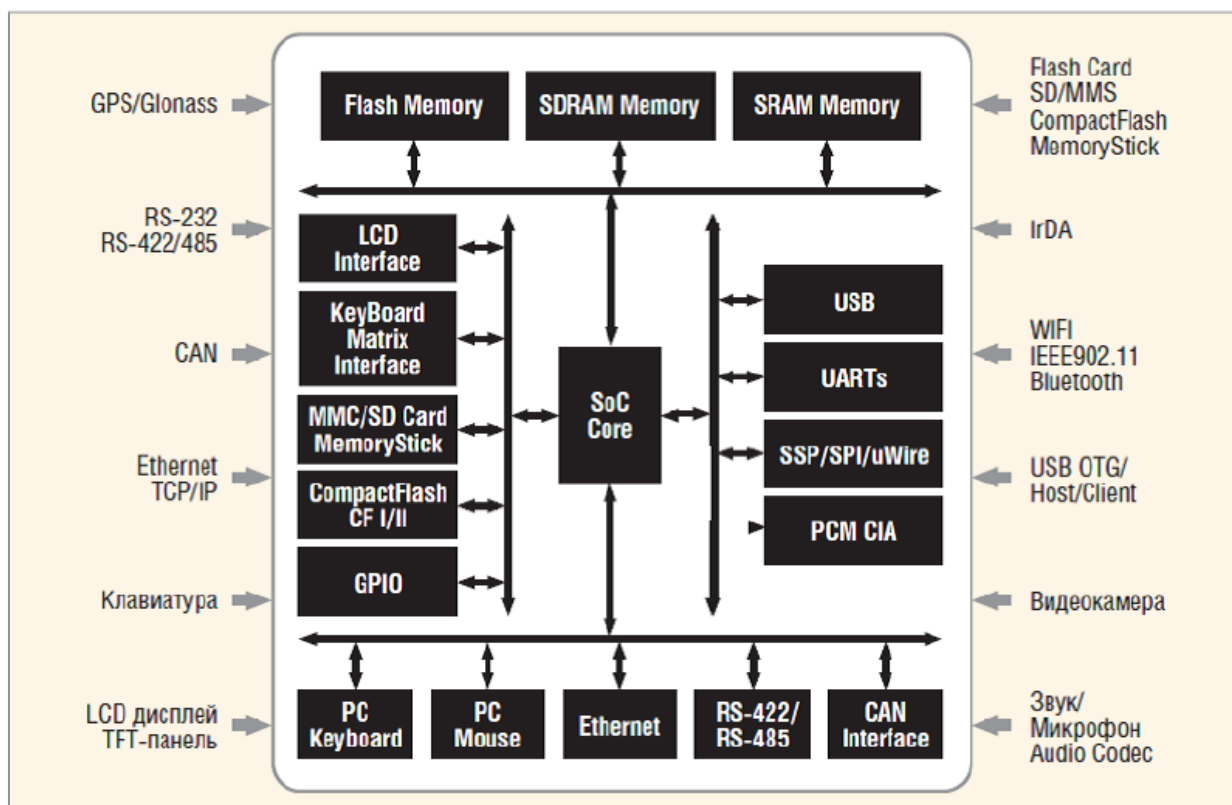 GPS/Glonass
RS-232
RS-422/485
CAN
Ethernet
TCP/IP
Клавиатура
LCD дисплей
TFT-панель
Flash Memory
SDRAM Memory
SRAM Memory
LCD
Interface
KeyBoard
Matrix
Interface
MMC/SD Card
MemoryStick
CompactFlash
CF I/II
GPIO
SoC
Core
USB
UARTs
SSP/SPI/uWire
PCM CIA
PC
Keyboard
PC
Mouse
Ethernet
RS-422/
RS-485
CAN
Interface
Flash Card
SD/MMS
CompactFlash
MemoryStick
IrDA
WIFI
IEEE902.11
Bluetooth
USB OTG/
Host/Client
Видеокамера
Звук/
Микрофон
Audio Codec